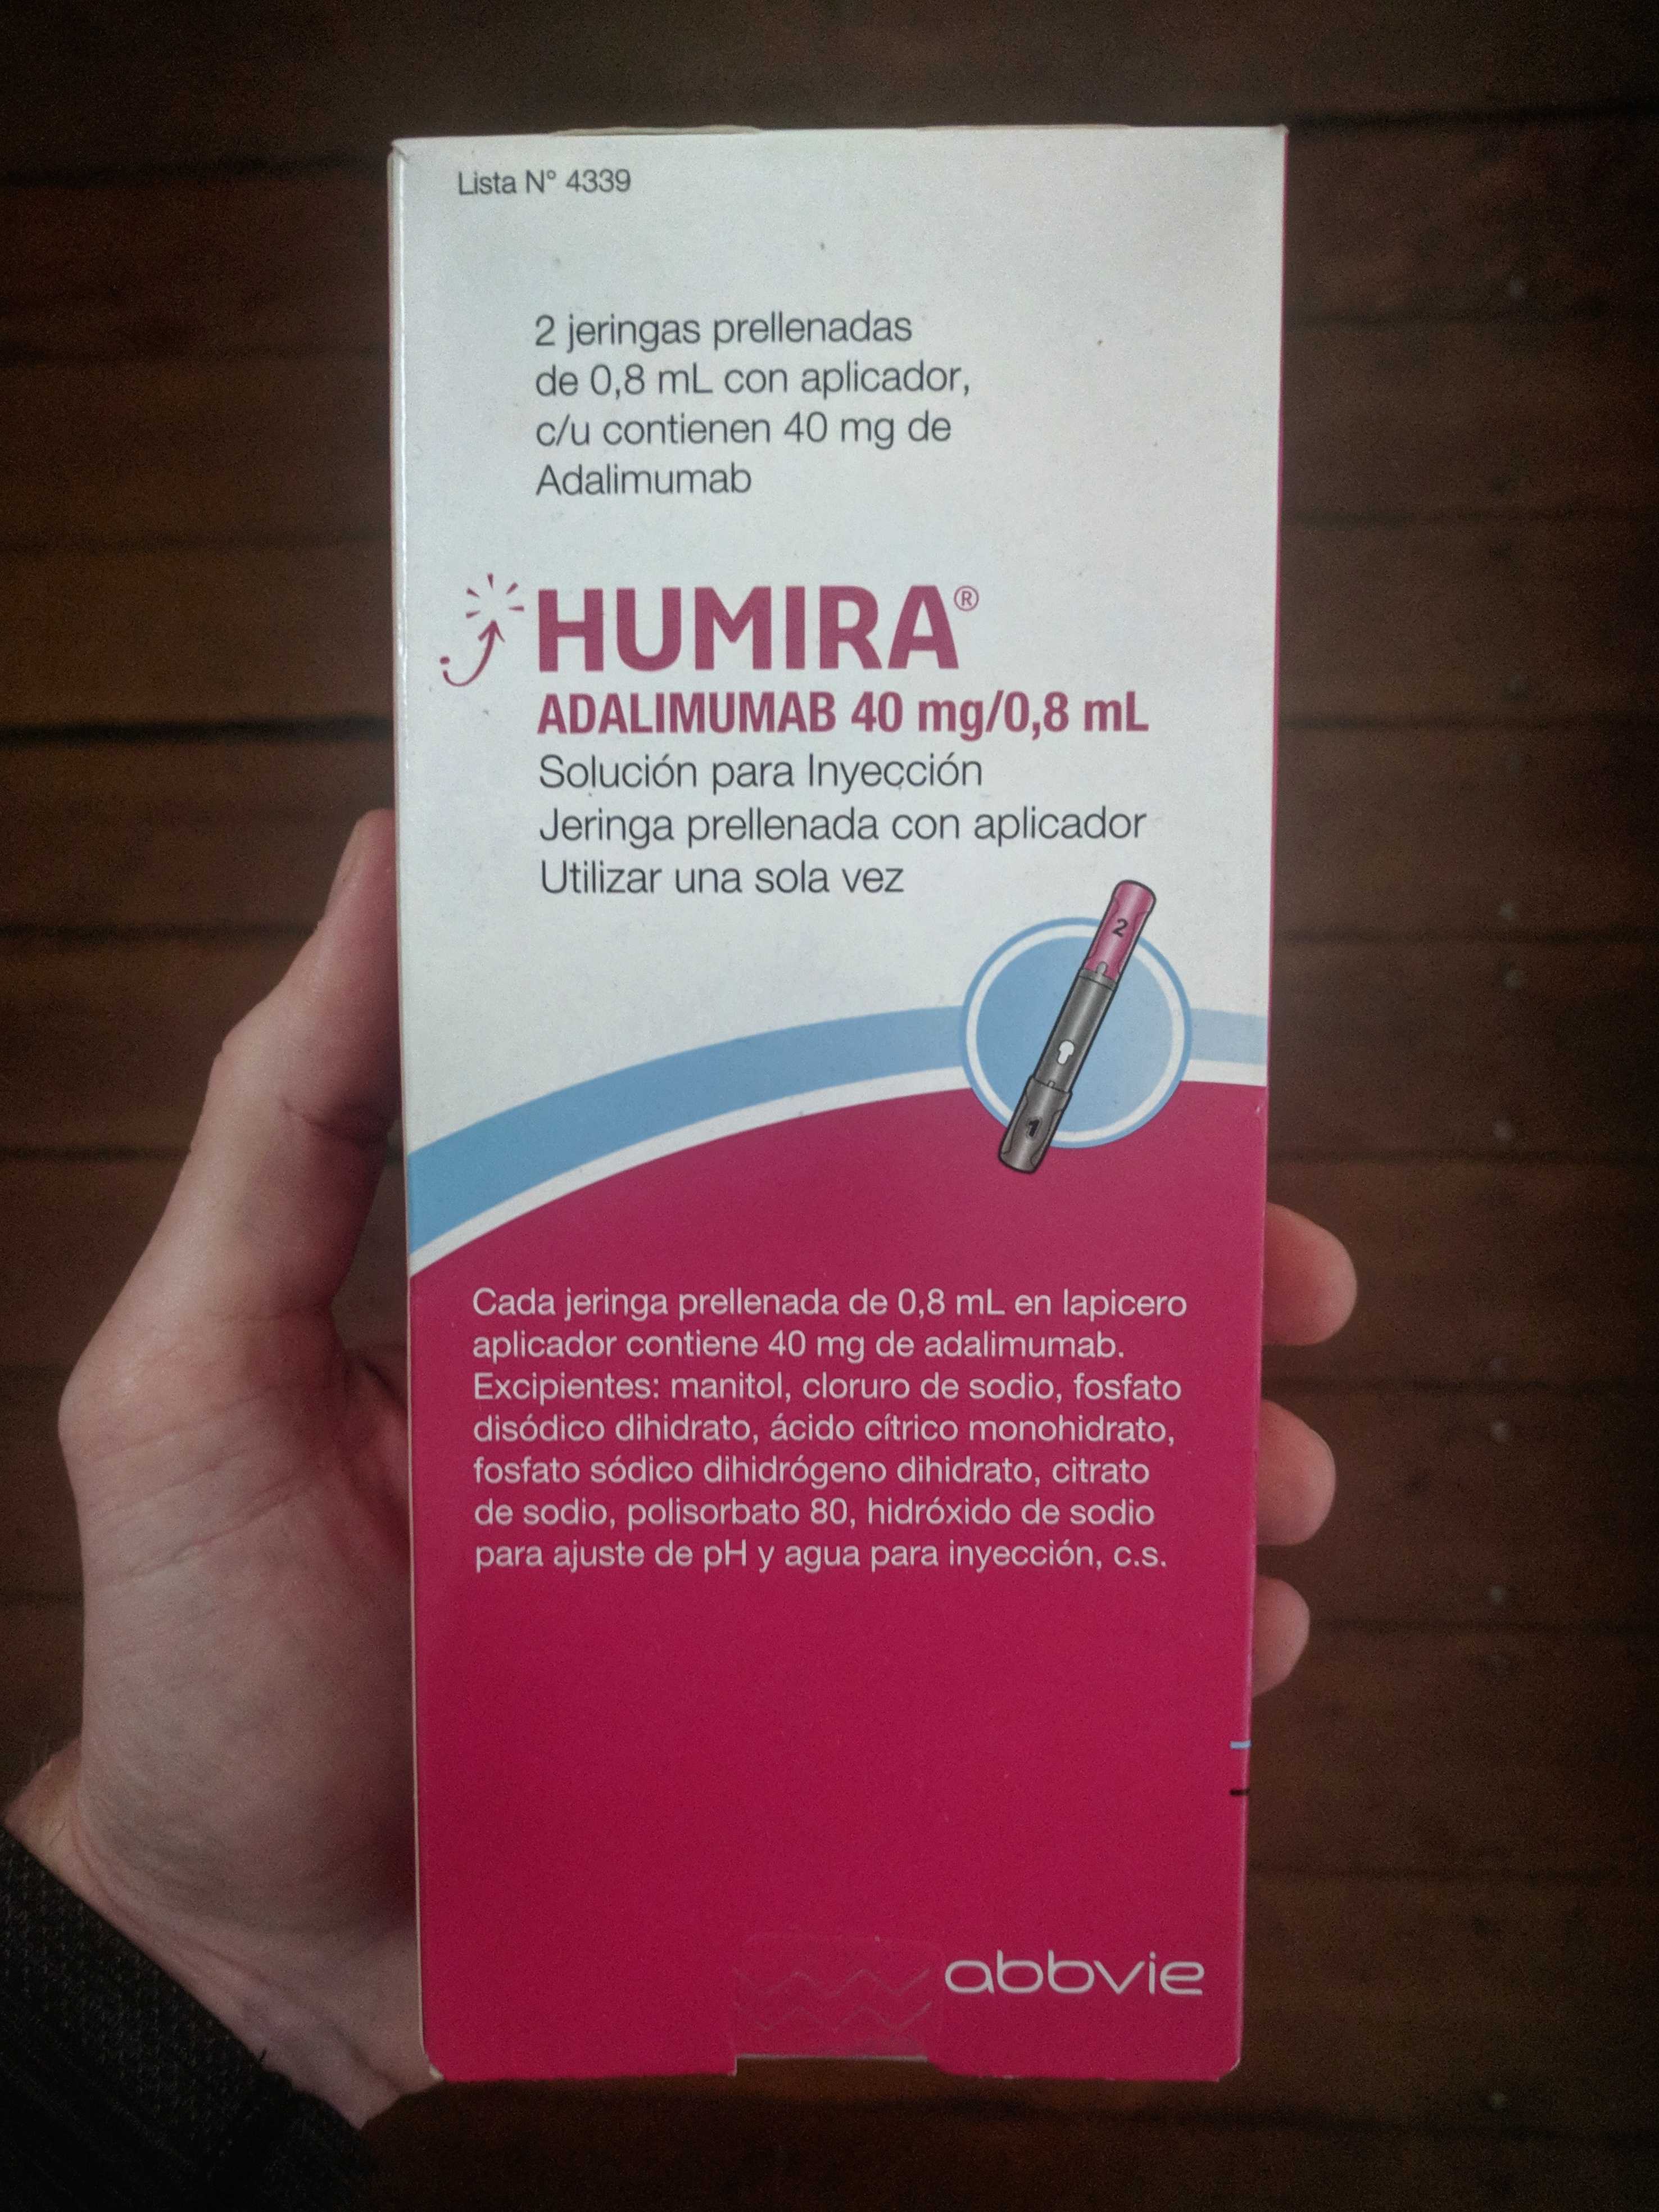 Lista N° 4339
2 jeringas prellenadas
de 0,8 mL con aplicador,
c/u contienen 40 mg de
Adalimumab
HUMIRA®
ADALIMUMAB 40 mg/0,8 mL
Solución para Inyección
Jeringa prellenada con aplicador
Utilizar una sola vez
2
1
Cada jeringa prellenada de 0,8 mL en lapicero
aplicador contiene 40 mg de adalimumab.
Excipientes: manitol, cloruro de sodio, fosfato
disódico dihidrato, ácido cítrico monohidrato,
fosfato sódico dihidrógeno dihidrato, citrato
de sodio, polisorbato 80, hidróxido de sodio
para ajuste de pH y agua para inyección, c.s.
abbvie